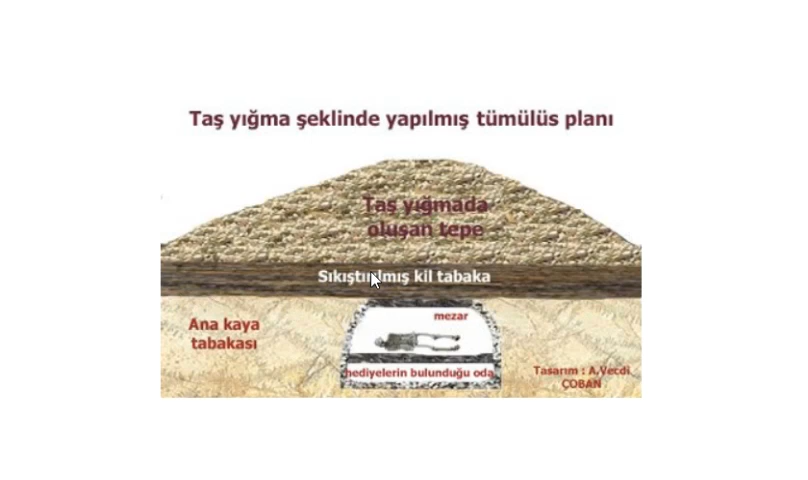 Taş yığma şeklinde yapılmış tümülüs planı
Taş yığmada
oluşan tepe
Sıkıştırılmış kil tabaka
Ana kaya
tabakası
mezar
hediyelerin bulunduğu oda
Tasarım : A.Vecdi
ÇOBAN